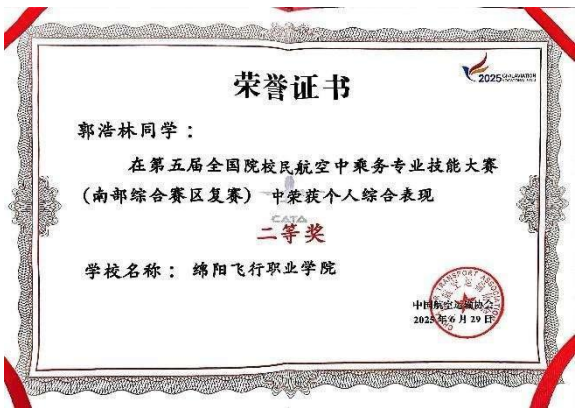 2025 CIVIL AVIATION
荣誉证书
郭浩林同学：
在第五届全国院校民航空中乘务专业技能大赛
（南部综合赛区复赛）中荣获个人综合表现
CATA
二等奖
学校名称：绵阳飞行职业学院
中国航空运输协会
2025年6月29日